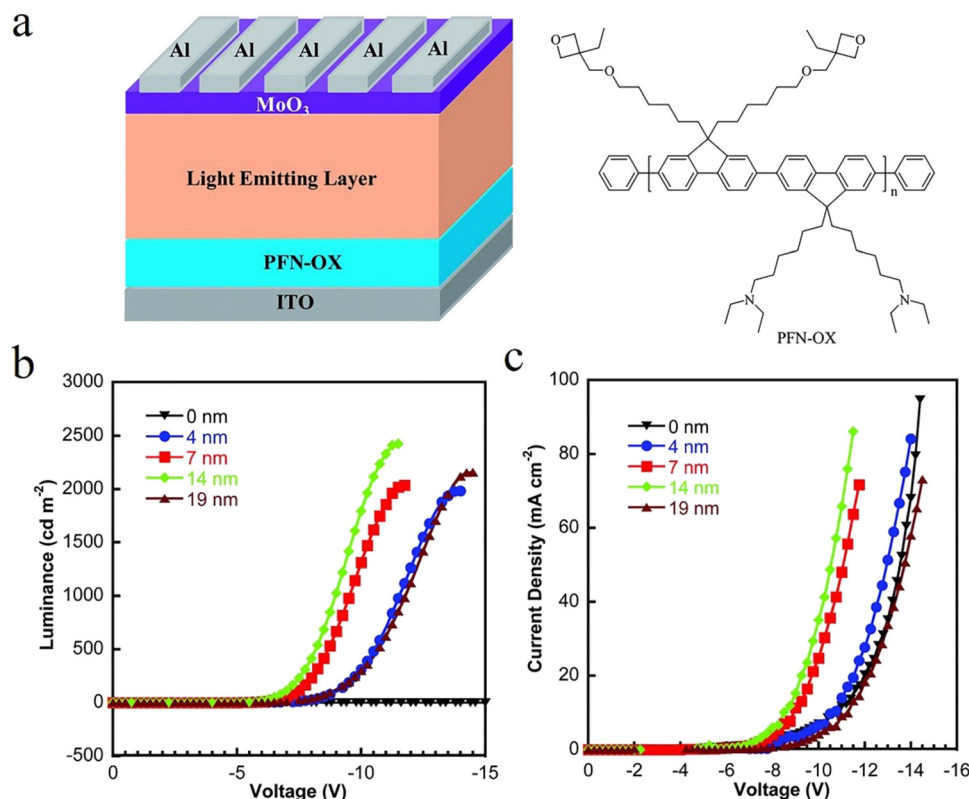 a
Al Al Al Al Al
MoO₃
Light Emitting Layer
PFN-OX
ITO
O O
O O
n
N N
PFN-OX
b
3000
2500
2000
1500
1000
500
0
-500
Luminance (cd m⁻²)
0 nm
4 nm
7 nm
14 nm
19 nm
0 -5 -10 -15
Voltage (V)
c
100
80
60
40
20
0
Current Density (mA cm⁻²)
0 nm
4 nm
7 nm
14 nm
19 nm
0 -2 -4 -6 -8 -10 -12 -14 -16
Voltage (V)